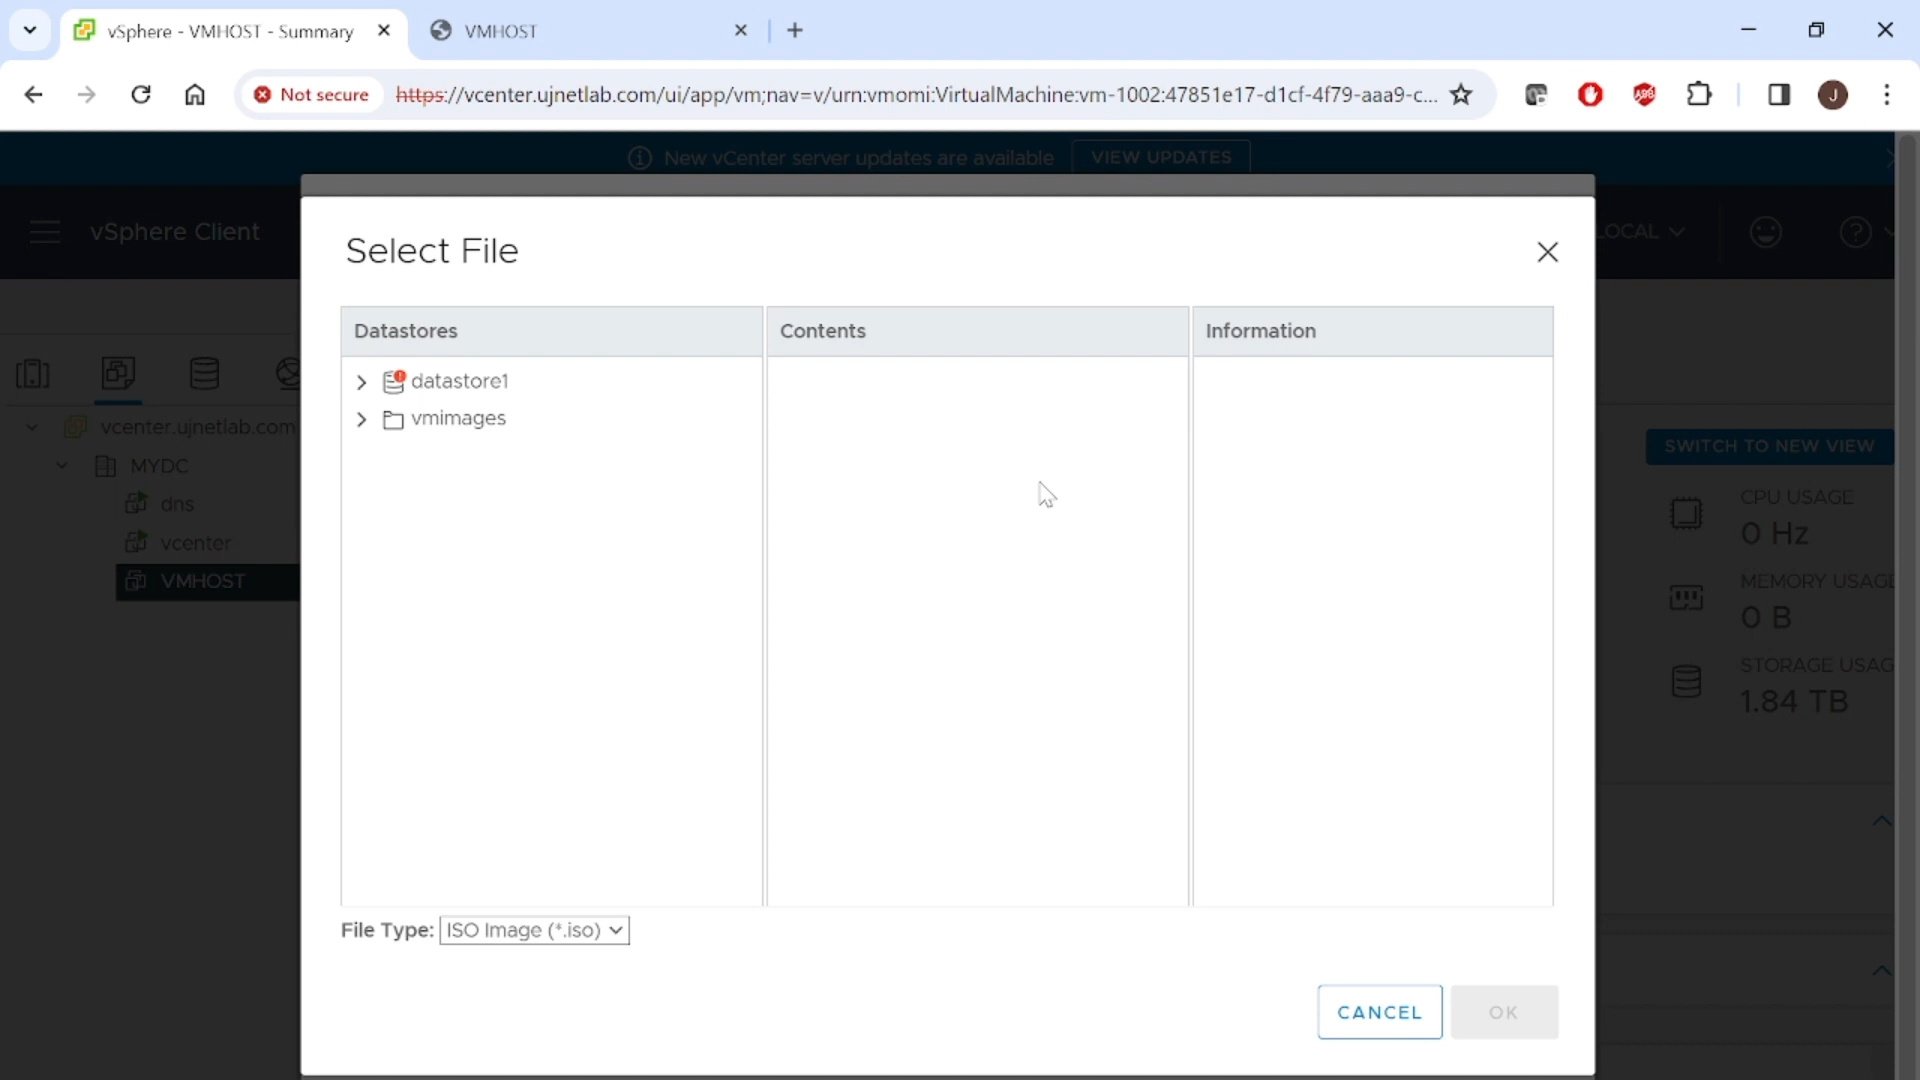 vSphere - VMHOST - Summary
VMHOST
Not secure
https://vcenter.ujnetlab.com/ui/app/vm;nav=v/urn:vmomi:VirtualMachine:vm-1002:47851e17-d1cf-4f79-aaa9-c...
J
New vCenter server updates are available
VIEW UPDATES
vSphere Client
LOCAL
Select File
Datastores
Contents
Information
datastore1
vmimages
vcenter.ujnetlab.com
MYDC
dns
vcenter
VMHOST
SWITCH TO NEW VIEW
CPU USAGE
0 Hz
MEMORY USAGE
0 B
STORAGE USAG
1.84 TB
File Type: ISO Image (*.iso)
CANCEL
OK